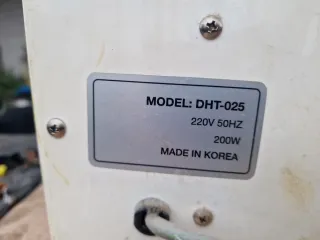 MODEL: DHT-025
220V 50HZ
200W
MADE IN KOREA